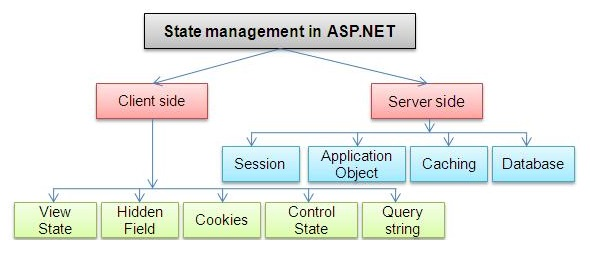 State management in ASP.NET
Client side
Server side
Session
Application
Object
Caching
Database
View
State
Hidden
Field
Cookies
Control
State
Query
string